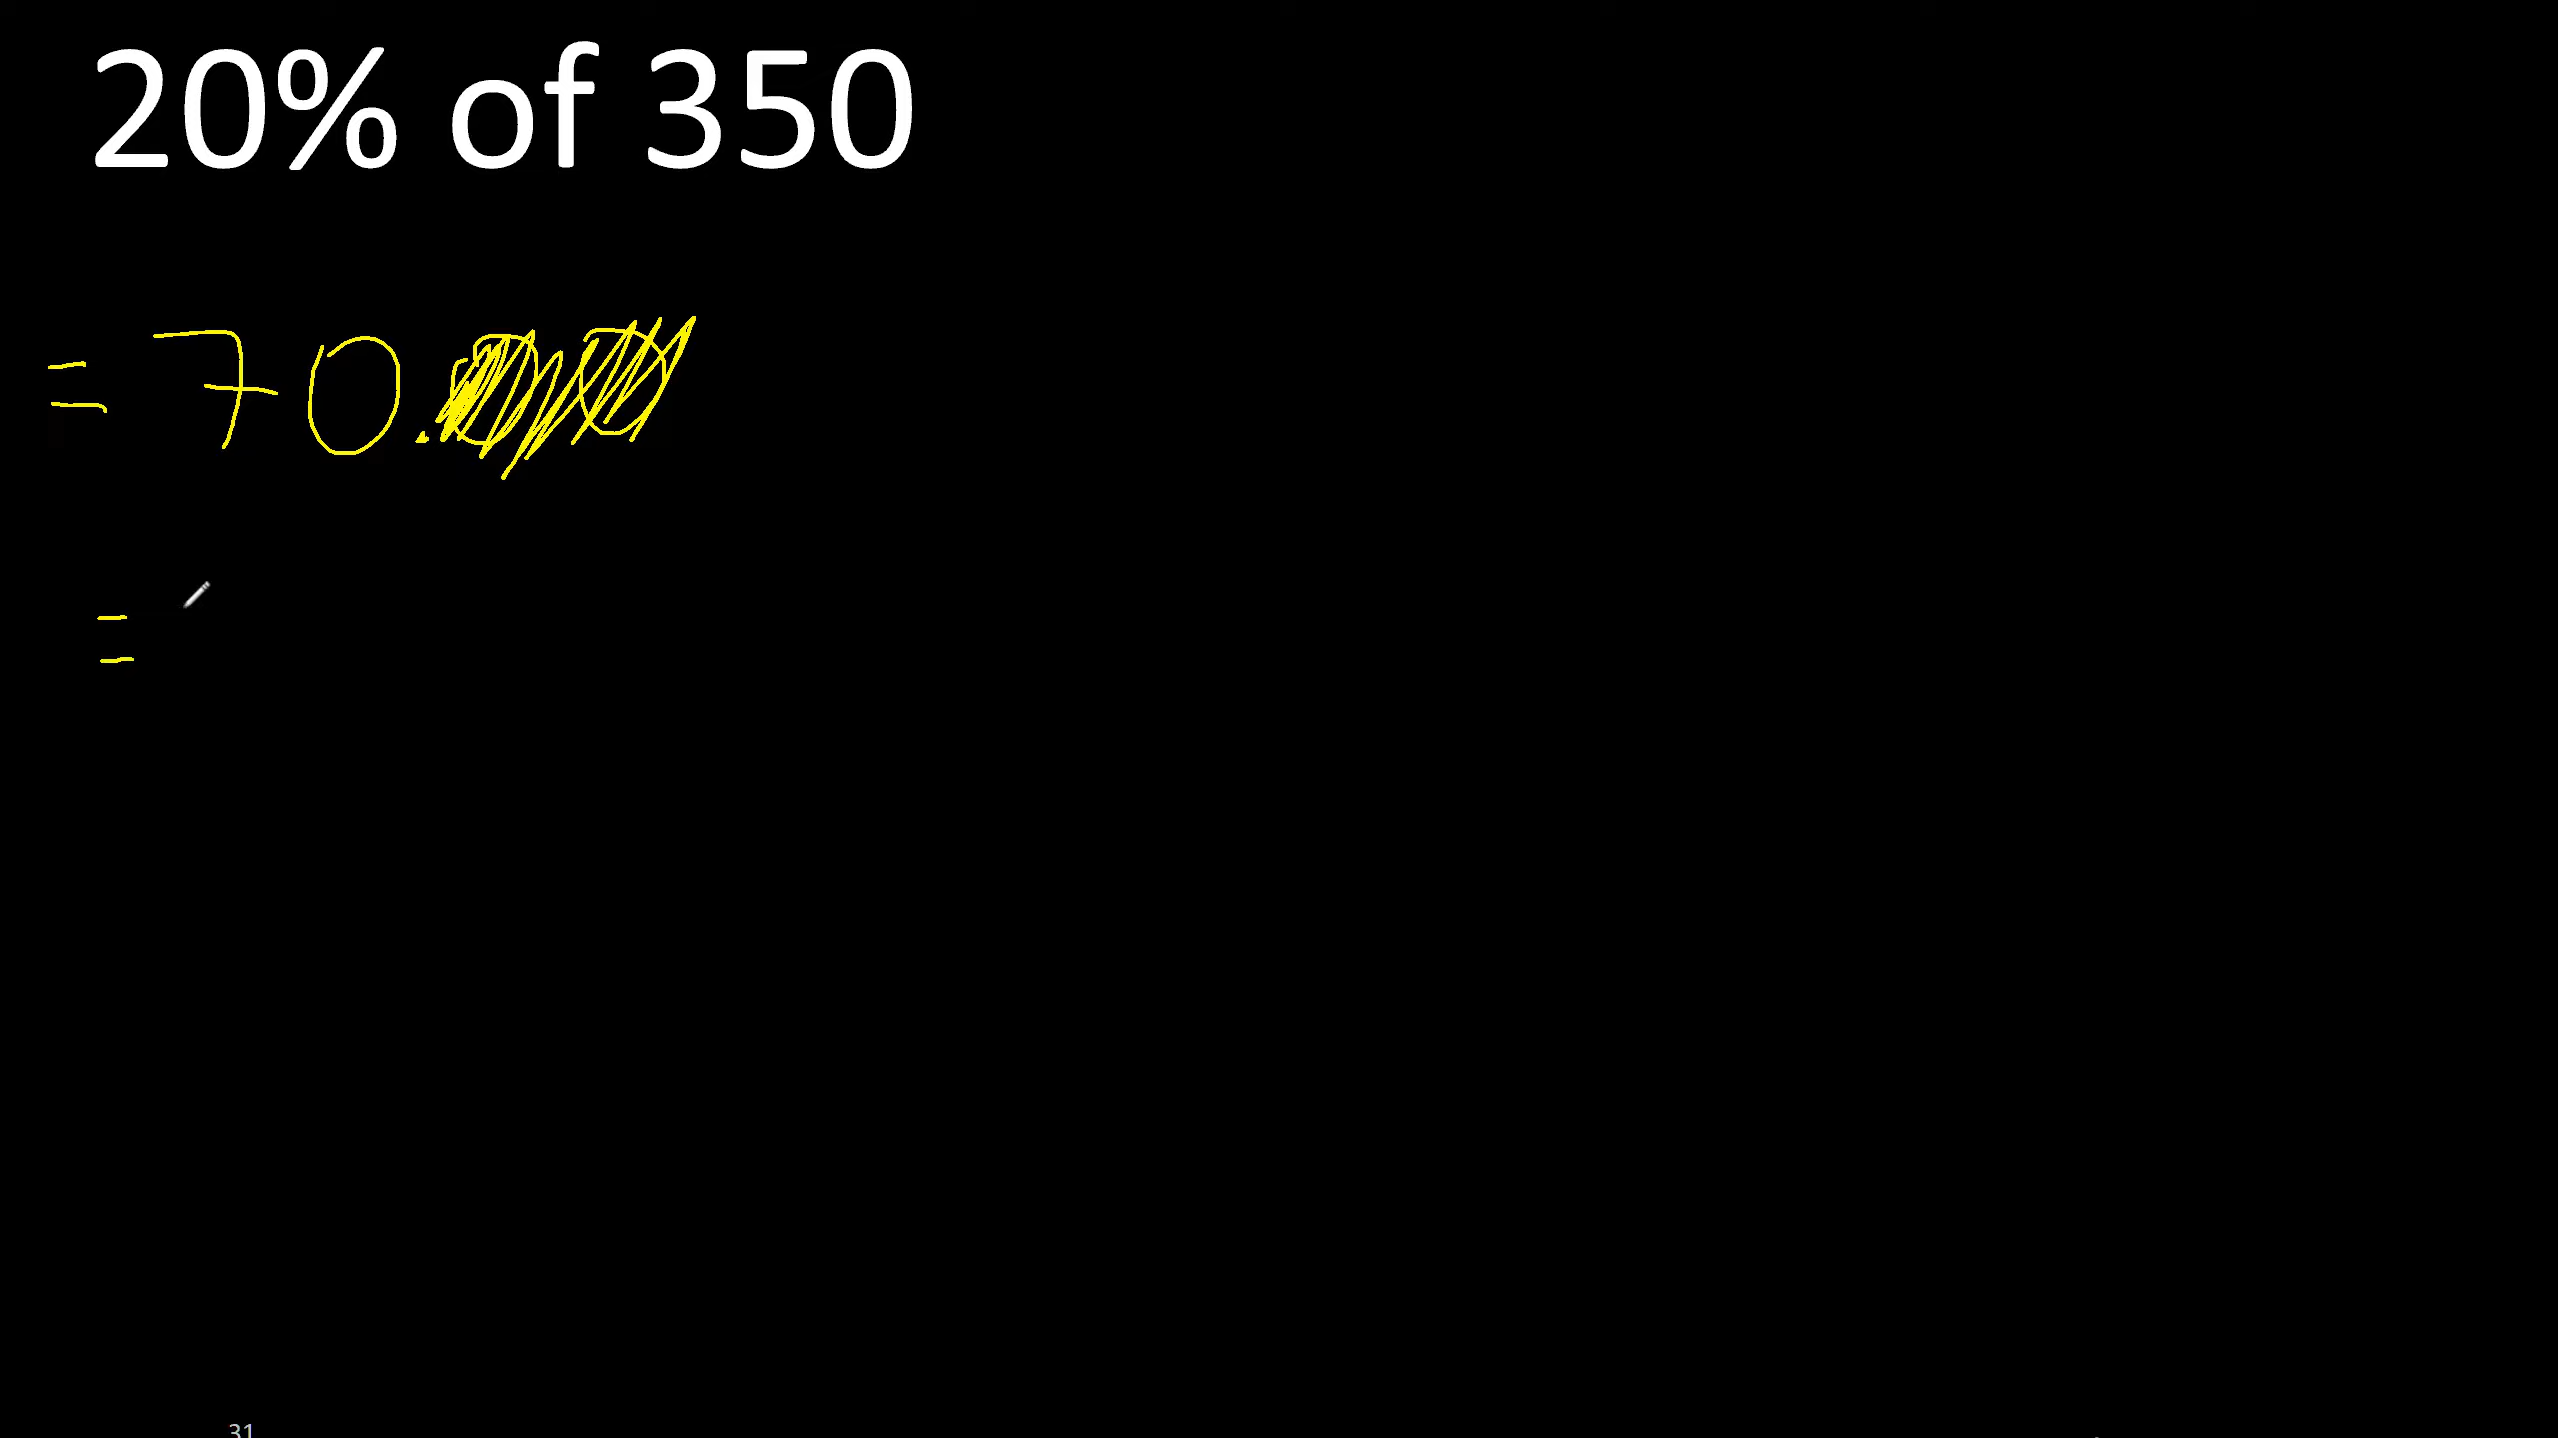 20% of 350
= 70.
=
31